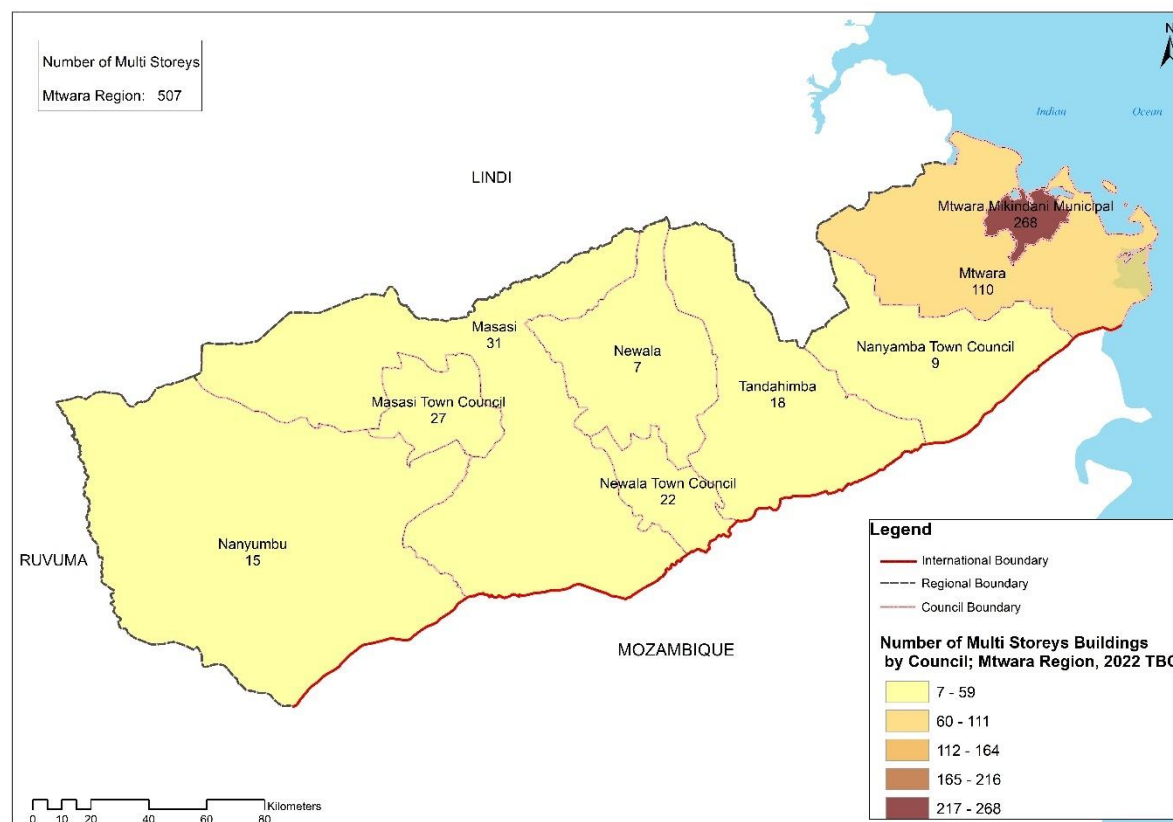 Number of Multi Storeys
Mtwara Region: 507
N
Indian Ocean
LINDI
Mtwara Mikindani Municipal
268
Mtwara
110
Masasi
31
Newala
7
Nanyamba Town Council
9
Tandahimba
18
Masasi Town Council
27
Newala Town Council
22
Nanyumbu
15
RUVUMA
MOZAMBIQUE
Legend
International Boundary
Regional Boundary
Council Boundary
Number of Multi Storeys Buildings
by Council; Mtwara Region, 2022 TBC
7 - 59
60 - 111
112 - 164
165 - 216
217 - 268
Kilometers
0 10 20 40 60 80